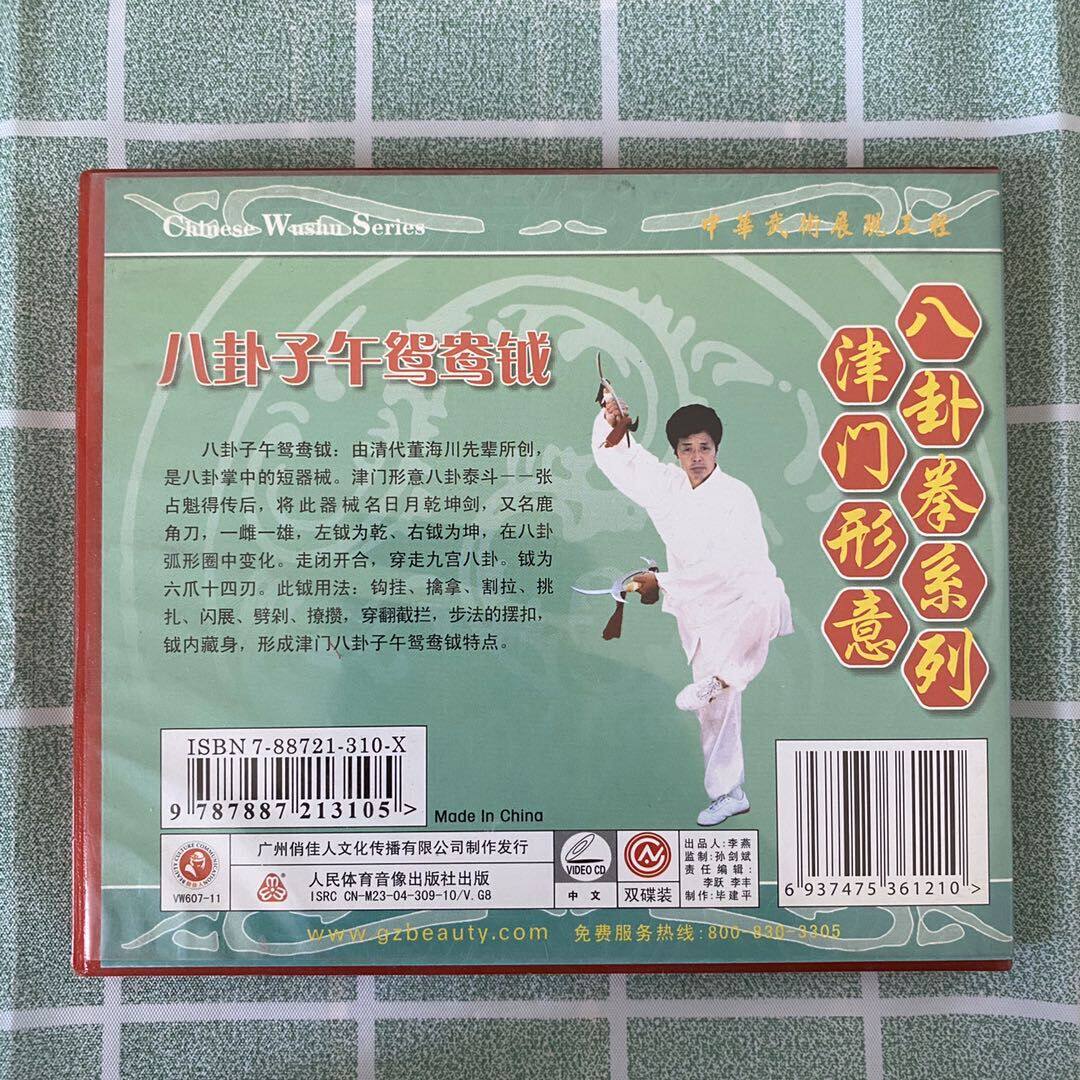 Chinese Wushu Series
中華武術展现工程
八卦拳系列
津门形意
八卦子午鸳鸯钺
八卦子午鸳鸯钺：由清代董海川先辈所创，
是八卦掌中的短器械。津门形意八卦泰斗——张
占魁得传后，将此器械名日月乾坤剑，又名鹿
角刀，一雌一雄，左钺为乾、右钺为坤，在八卦
弧形圈中变化。走闭开合，穿走九宫八卦。钺为
六爪十四刃。此钺用法：钩挂、擒拿、割拉、挑
扎、闪展、劈剁、撩攒，穿翻截拦，步法的摆扣，
钺内藏身，形成津门八卦子午鸳鸯钺特点。
ISBN 7-88721-310-X
9 787887 213105 >
Made In China
VW607-11
广州俏佳人文化传播有限公司制作发行
人民体育音像出版社出版
ISRC CN-M23-04-309-10/V.G8
VIDEO CD
中文
双碟装
出品人：李燕
监制：孙剑斌
责任编辑：
李跃 李丰
制作：毕建平
6 937475 361210 >
www.gzbeauty.com 免费服务热线：800-830-3305